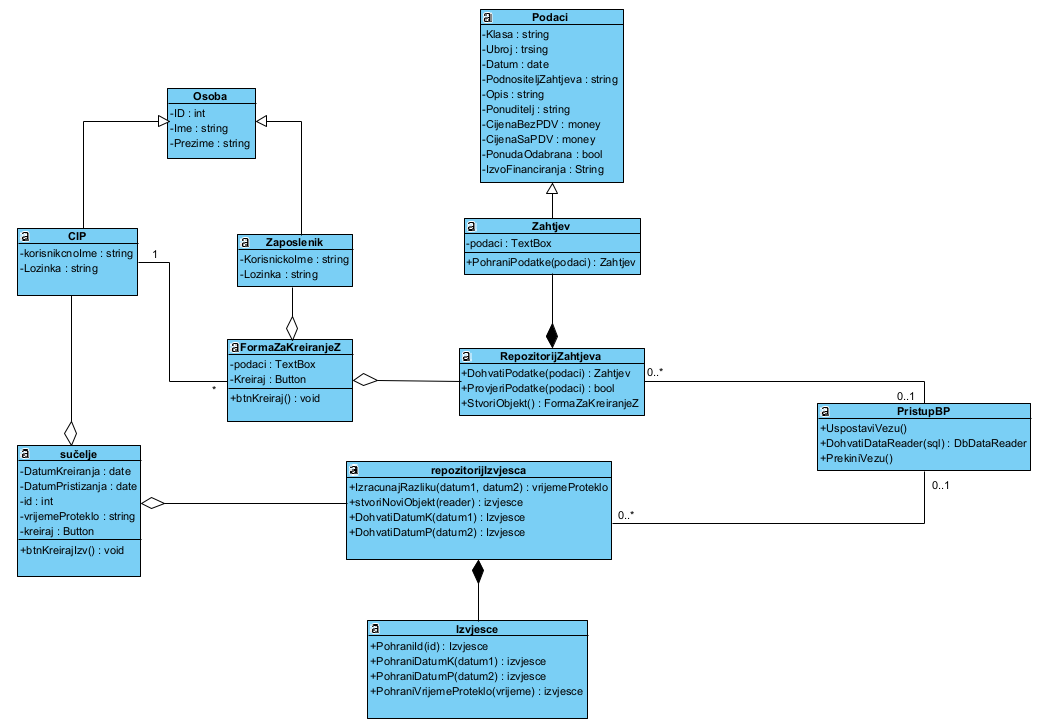 Podaci
-Klasa : string
-Ubroj : trsing
-Datum : date
-PodnositeljZahtjeva : string
-Opis : string
-Ponuditelj : string
-CijenaBezPDV : money
-CijenaSaPDV : money
-PonudaOdabrana : bool
-IzvoFinanciranja : String
Osoba
-ID : int
-Ime : string
-Prezime : string
Zahtjev
-podaci : TextBox
+PohraniPodatke(podaci) : Zahtjev
CIP
-korisnikcnoIme : string
-Lozinka : string
1
Zaposlenik
-KorisnickoIme : string
-Lozinka : string
FormaZaKreiranjeZ
-podaci : TextBox
-Kreiraj : Button
+btnKreiraj() : void
*
RepozitorijZahtjeva
+DohvatiPodatke(podaci) : Zahtjev
+ProvjeriPodatke(podaci) : bool
+StvoriObjekt() : FormaZaKreiranjeZ
0..*
0..1
PristupBP
+UspostaviVezu()
+DohvatiDataReader(sql) : DbDataReader
+PrekiniVezu()
0..1
sučelje
-DatumKreiranja : date
-DatumPristizanja : date
-id : int
-vrijemeProteklo : string
-kreiraj : Button
+btnKreirajIzv() : void
repozitorijIzvjesca
+IzracunajRazliku(datum1, datum2) : vrijemeProteklo
+stvoriNoviObjekt(reader) : izvjesce
+DohvatiDatumK(datum1) : Izvjesce
+DohvatiDatumP(datum2) : Izvjesce
0..*
Izvjesce
+PohraniId(id) : Izvjesce
+PohraniDatumK(datum1) : izvjesce
+PohraniDatumP(datum2) : izvjesce
+PohraniVrijemeProteklo(vrijeme) : izvjesce